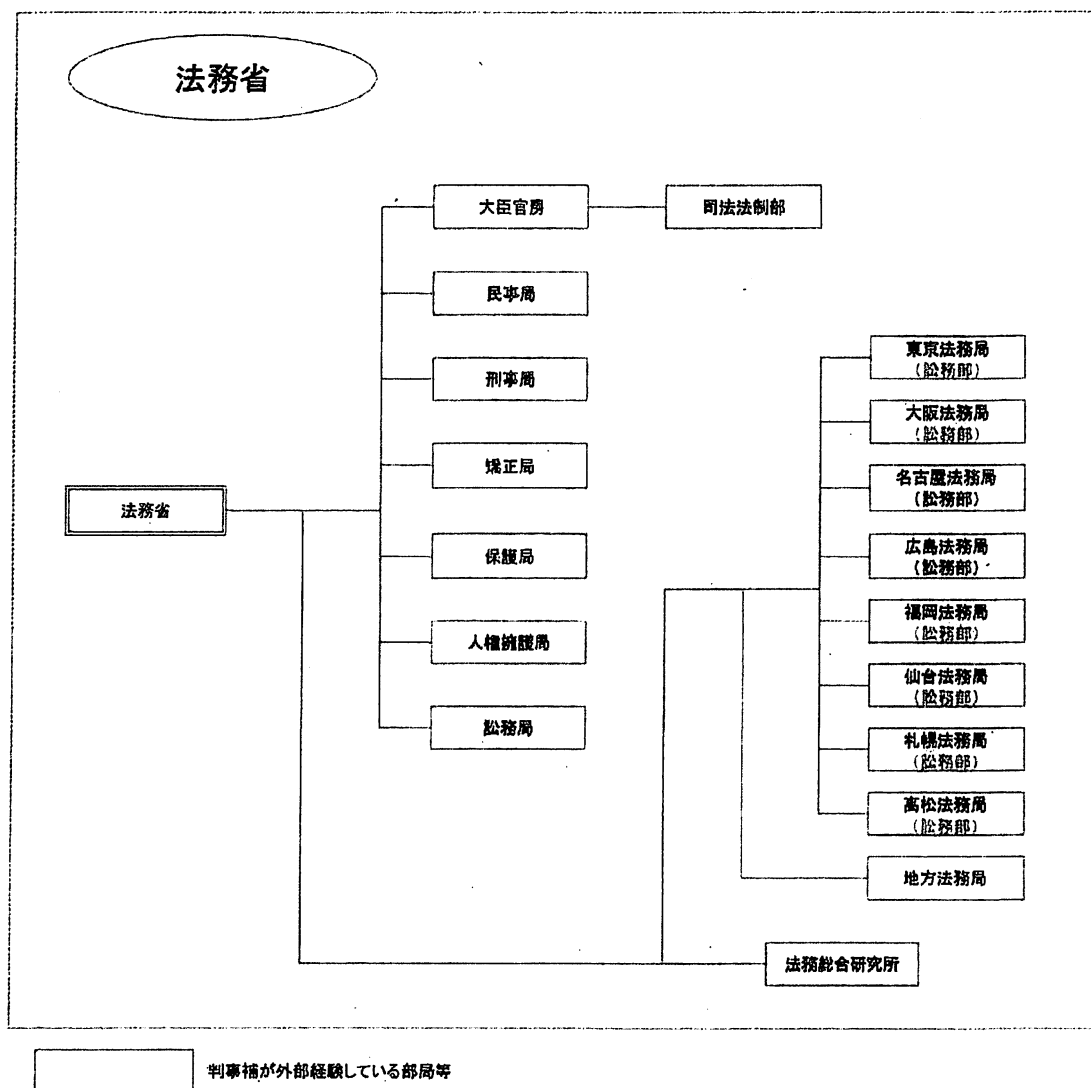 法務省
大臣官房
司法法制部
民事局
刑事局
矯正局
法務省
保護局
人権擁護局
訟務局
東京法務局
(訟務部)
大阪法務局
(訟務部)
名古屋法務局
(訟務部)
広島法務局
(訟務部)
福岡法務局
(訟務部)
仙台法務局
(訟務部)
札幌法務局
(訟務部)
高松法務局
(訟務部)
地方法務局
法務総合研究所
判事補が外部経験している部局等